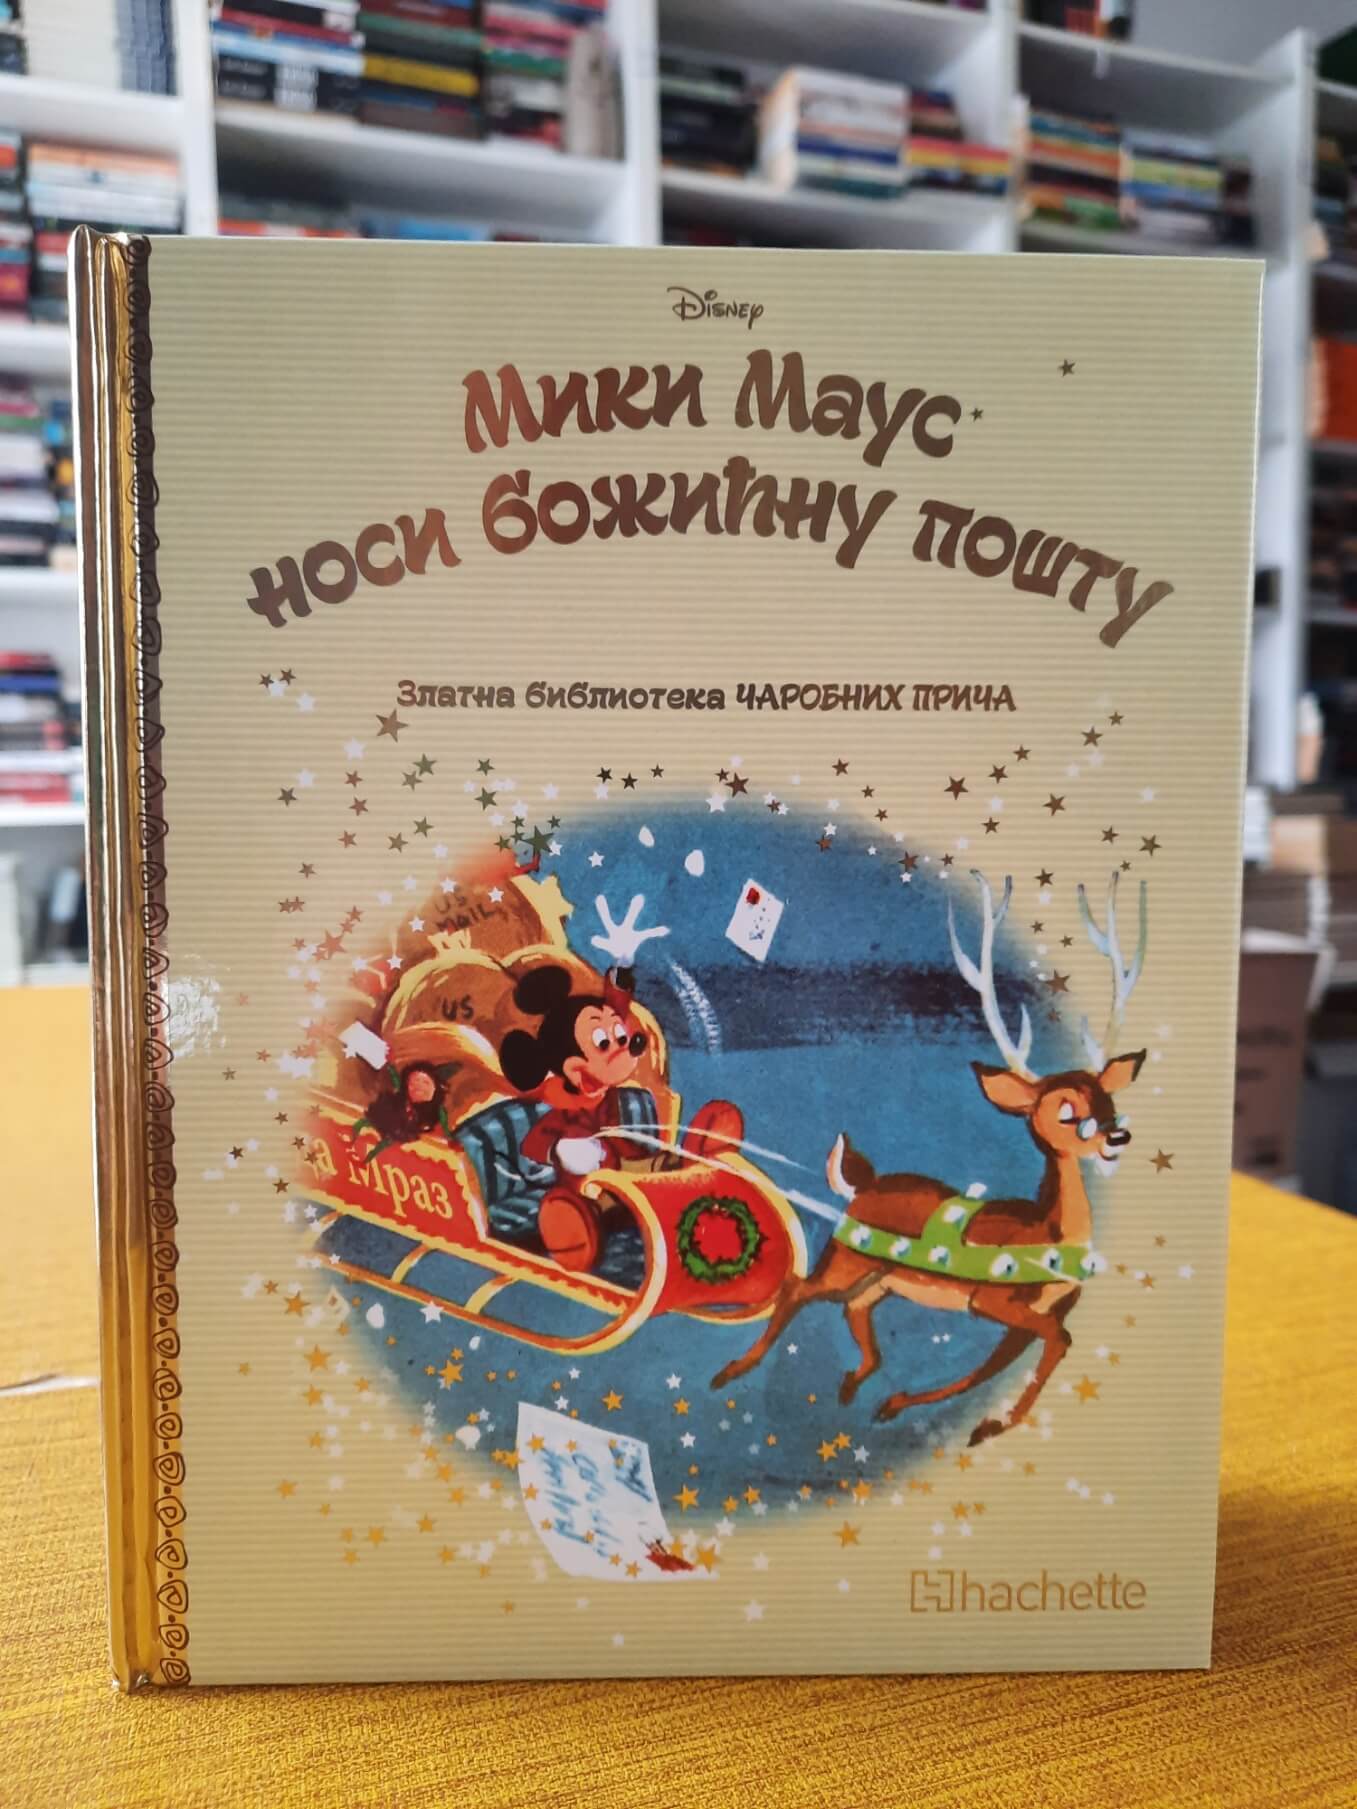 Disney
Мики Маус
носи божићну пошту
Златна библиотека ЧАРОБНИХ ПРИЧА
US
MAIL
US
а Мраз
hachette